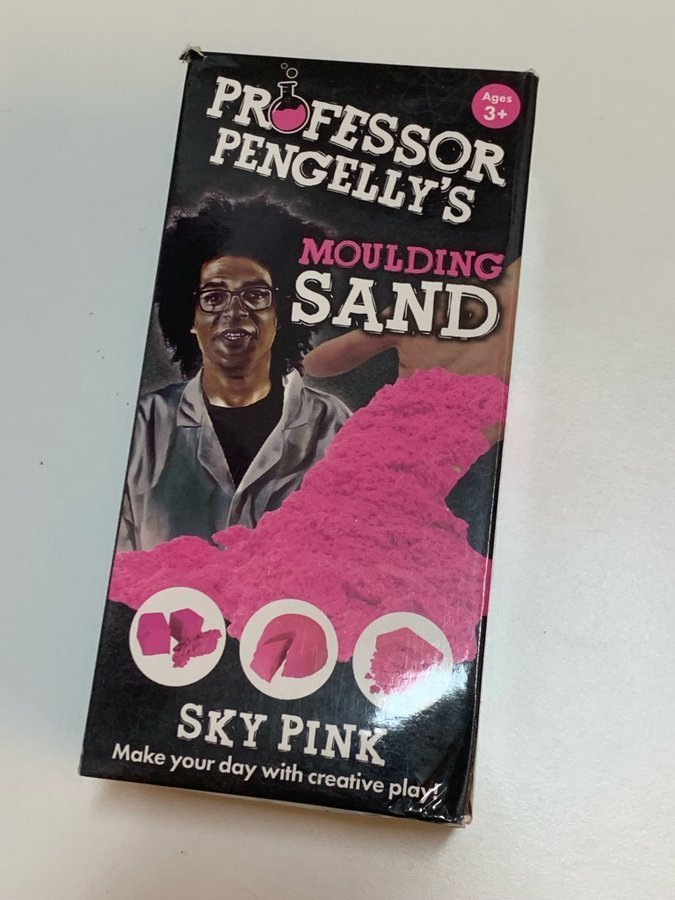 PROFESSOR
PENGELLY'S
Ages
3+
MOULDING
SAND
SKY PINK
Make your day with creative play!